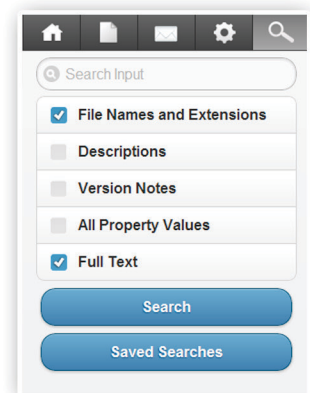 Search Input
File Names and Extensions
Descriptions
Version Notes
All Property Values
Full Text
Search
Saved Searches